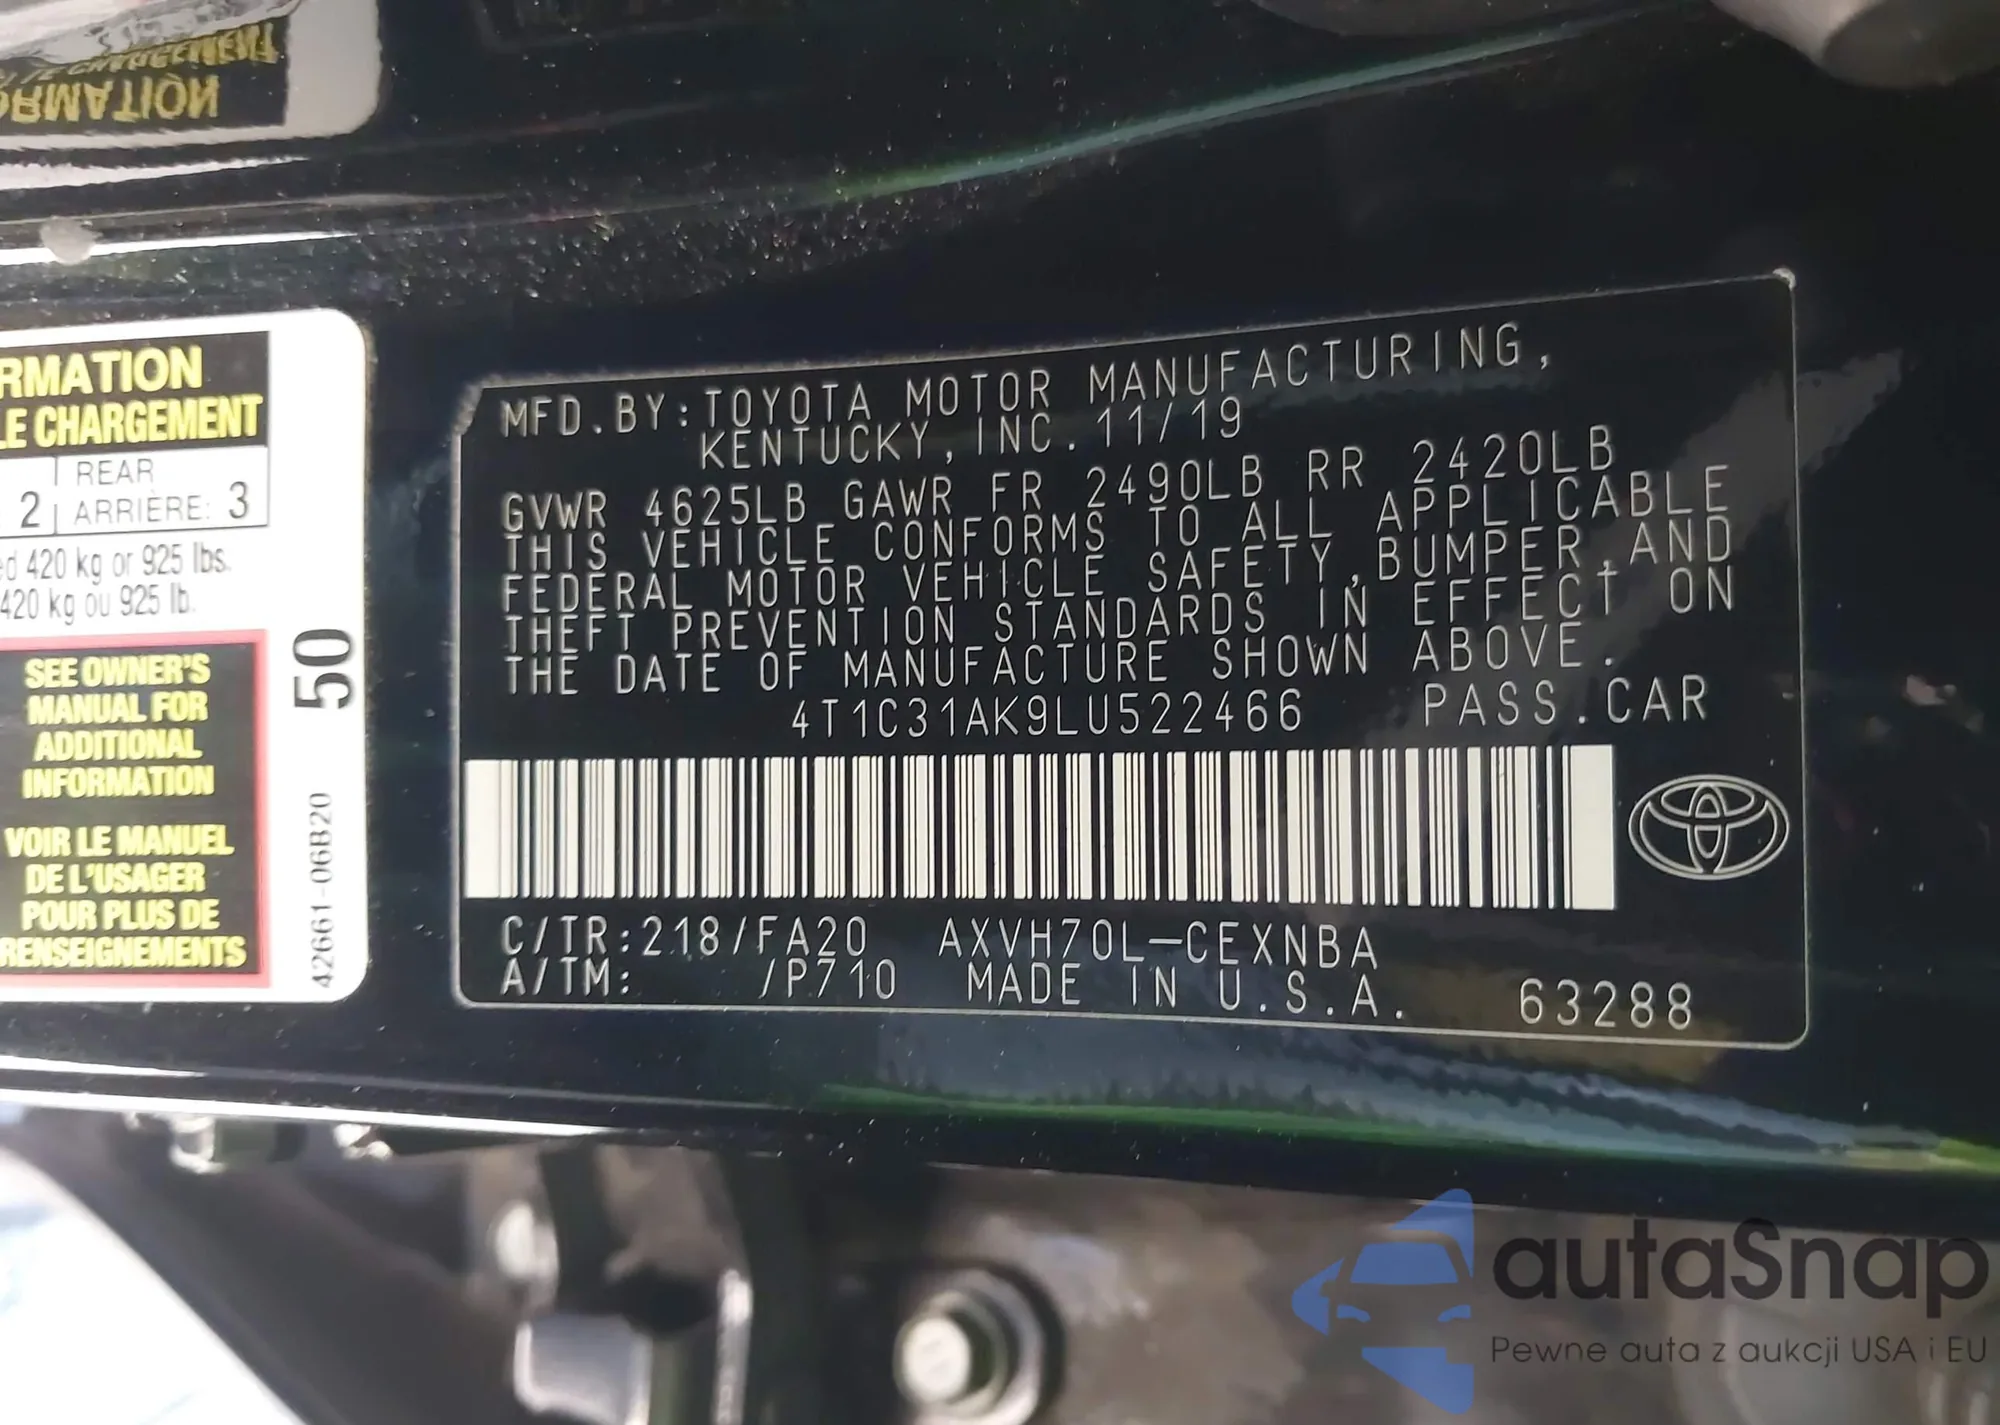 RMATION
LE CHARGEMENT
REAR
2 ARRIÈRE: 3
ed 420 kg or 925 lbs.
420 kg ou 925 lb.
SEE OWNER'S
MANUAL FOR
ADDITIONAL
INFORMATION
VOIR LE MANUEL
DE L'USAGER
POUR PLUS DE
RENSEIGNEMENTS
50
42661-06B20
MFD.BY:TOYOTA MOTOR MANUFACTURING,
KENTUCKY,INC.11/19
GVWR 4625LB GAWR FR 2490LB RR 2420LB
THIS VEHICLE CONFORMS TO ALL APPLICABLE
FEDERAL MOTOR VEHICLE SAFETY,BUMPER,AND
THEFT PREVENTION STANDARDS IN EFFECT ON
THE DATE OF MANUFACTURE SHOWN ABOVE.
4T1C31AK9LU522466 PASS.CAR
C/TR:218/FA20 AXVH70L-CEXNBA
A/TM: /P710 MADE IN U.S.A. 63288
autaSnap
Pewne auta z aukcji USA i EU